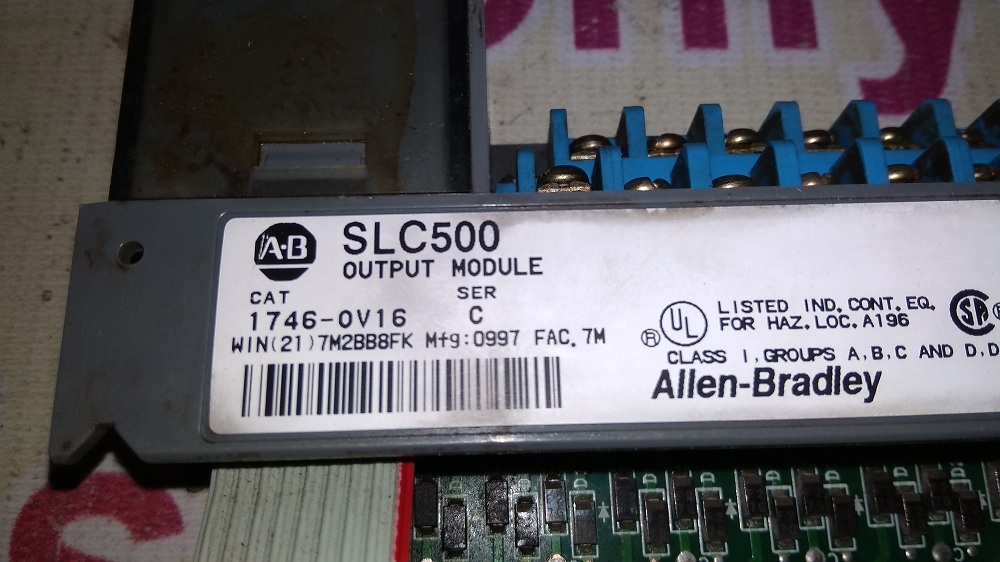 A-B
SLC500
OUTPUT MODULE
CAT SER
1746-OV16 C
WIN(21)7M2BB8FK Mfg:0997 FAC. 7M
UL
LISTED IND. CONT. EQ.
FOR HAZ. LOC. A196
CLASS I, GROUPS A, B, C AND D, D
Allen-Bradley